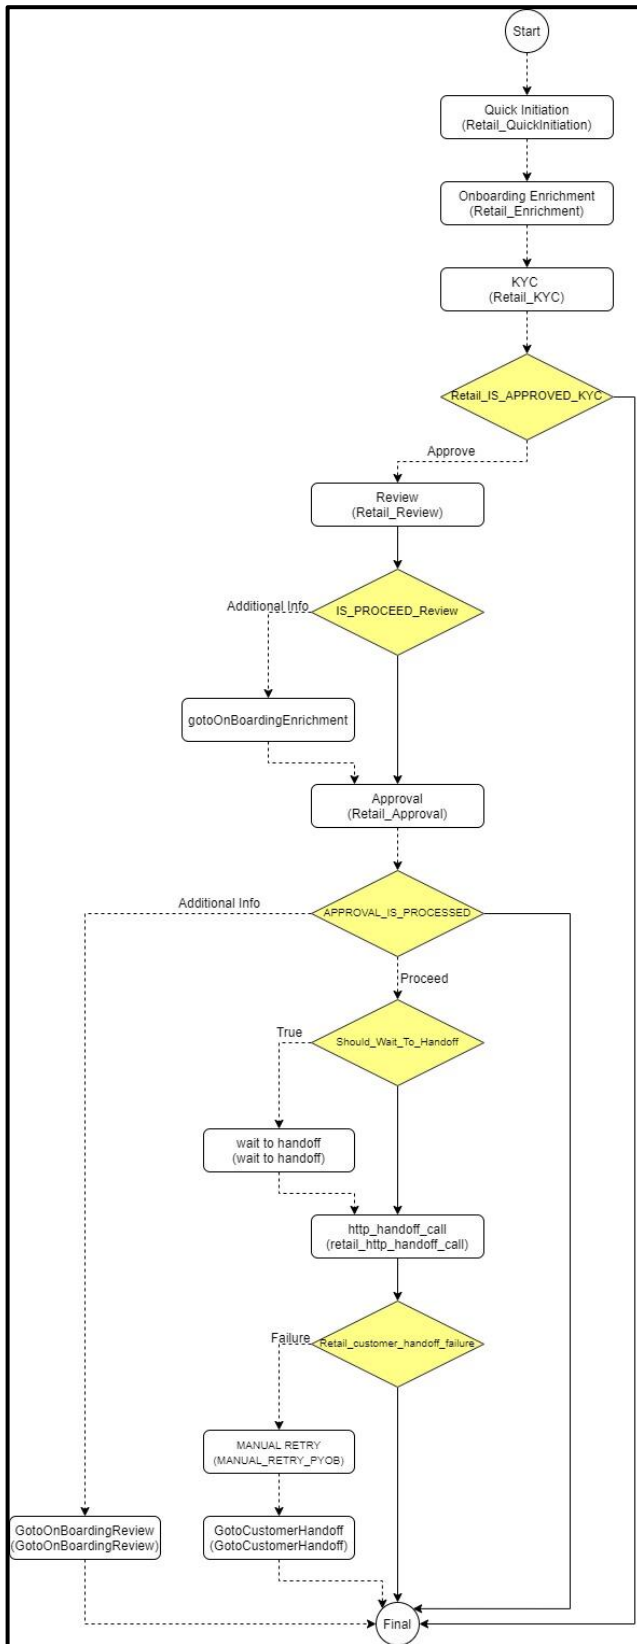 Start
Quick Initiation
(Retail_QuickInitiation)
Onboarding Enrichment
(Retail_Enrichment)
KYC
(Retail_KYC)
Retail_IS_APPROVED_KYC
Approve
Review
(Retail_Review)
Additional Info
IS_PROCEED_Review
gotoOnBoardingEnrichment
Approval
(Retail_Approval)
Additional Info
APPROVAL_IS_PROCESSED
Proceed
True
Should_Wait_To_Handoff
wait to handoff
(wait to handoff)
http_handoff_call
(retail_http_handoff_call)
Failure
Retail_customer_handoff_failure
MANUAL RETRY
(MANUAL_RETRY_PYOB)
GotoOnBoardingReview
(GotoOnBoardingReview)
GotoCustomerHandoff
(GotoCustomerHandoff)
Final